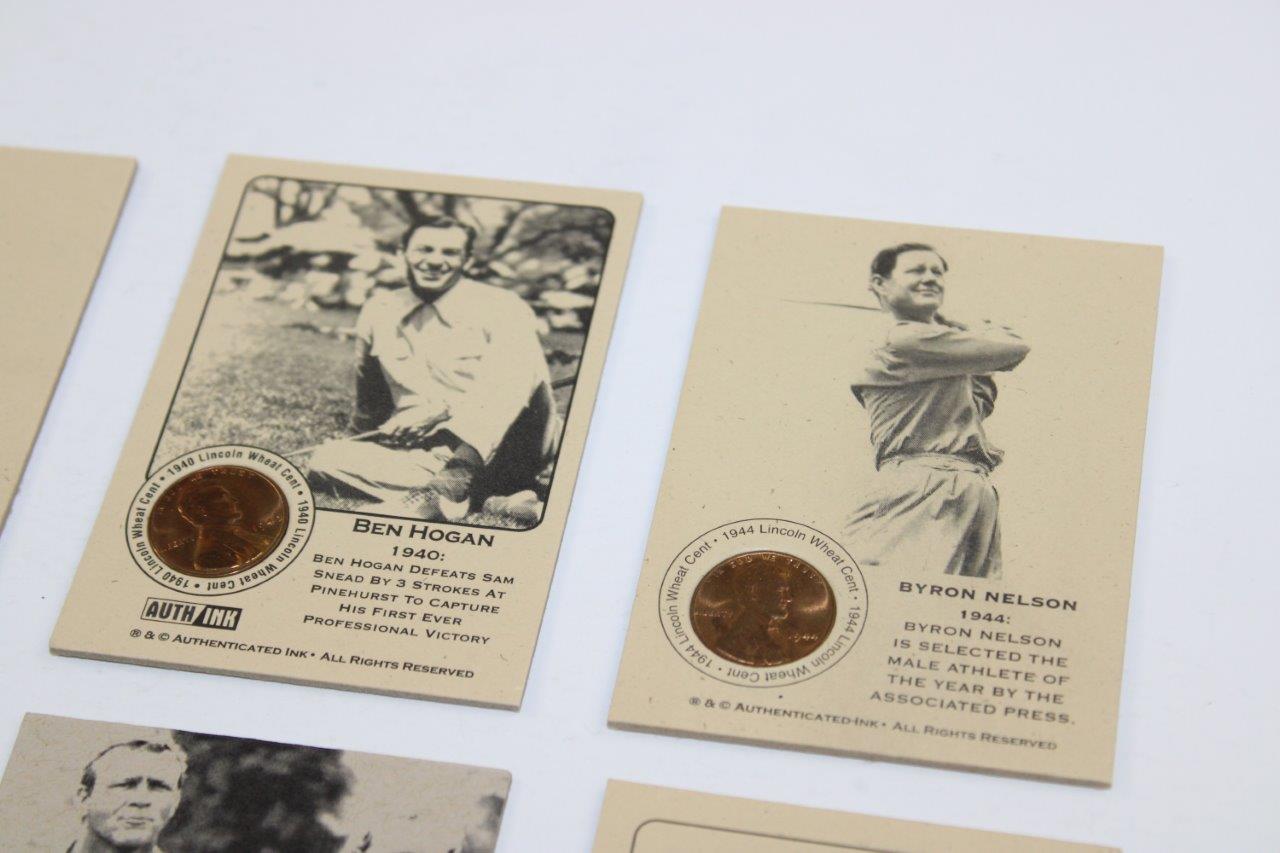 1940 Lincoln Wheat Cent • 1940 Lincoln Wheat Cent • 1940 Lincoln Wheat Cent •
BEN HOGAN
1940:
BEN HOGAN DEFEATS SAM
SNEAD BY 3 STROKES AT
PINEHURST TO CAPTURE
HIS FIRST EVER
PROFESSIONAL VICTORY
AUTH/INK
® & © AUTHENTICATED INK • ALL RIGHTS RESERVED
1944 Lincoln Wheat Cent • 1944 Lincoln Wheat Cent • 1944 Lincoln Wheat Cent •
LIBERTY
1944
BYRON NELSON
1944:
BYRON NELSON
IS SELECTED THE
MALE ATHLETE OF
THE YEAR BY THE
ASSOCIATED PRESS.
® & © AUTHENTICATED INK • ALL RIGHTS RESERVED